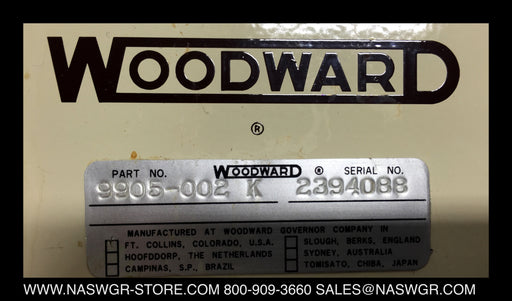 WOODWARD
®
PART NO. WOODWARD ® SERIAL NO.
9905-002 K 2394088
MANUFACTURED AT WOODWARD GOVERNOR COMPANY IN
FT. COLLINS, COLORADO, U.S.A. SLOUGH, BERKS, ENGLAND
HOOFDDORP, THE NETHERLANDS SYDNEY, AUSTRALIA
CAMPINAS, S.P., BRAZIL TOMISATO, CHIBA, JAPAN
WWW.NASWGR-STORE.COM 800-909-3660 SALES@NASWGR.COM